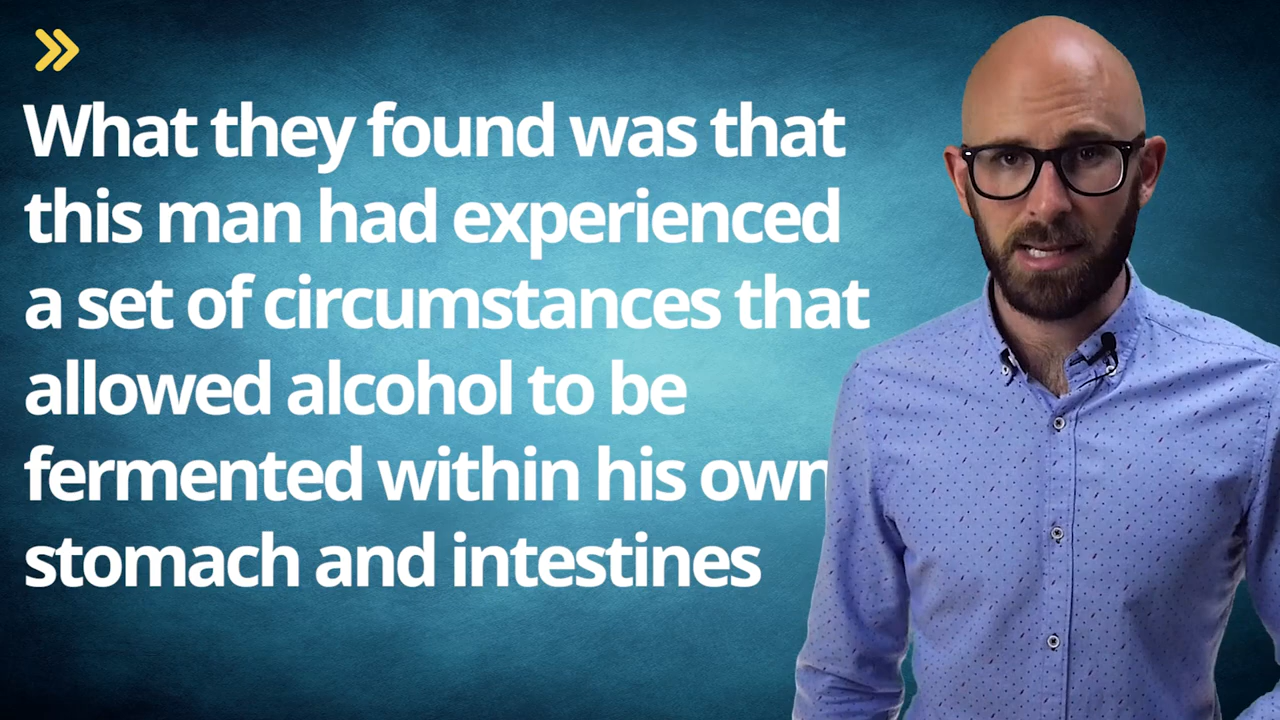 What they found was that
this man had experienced
a set of circumstances that
allowed alcohol to be
fermented within his own
stomach and intestines